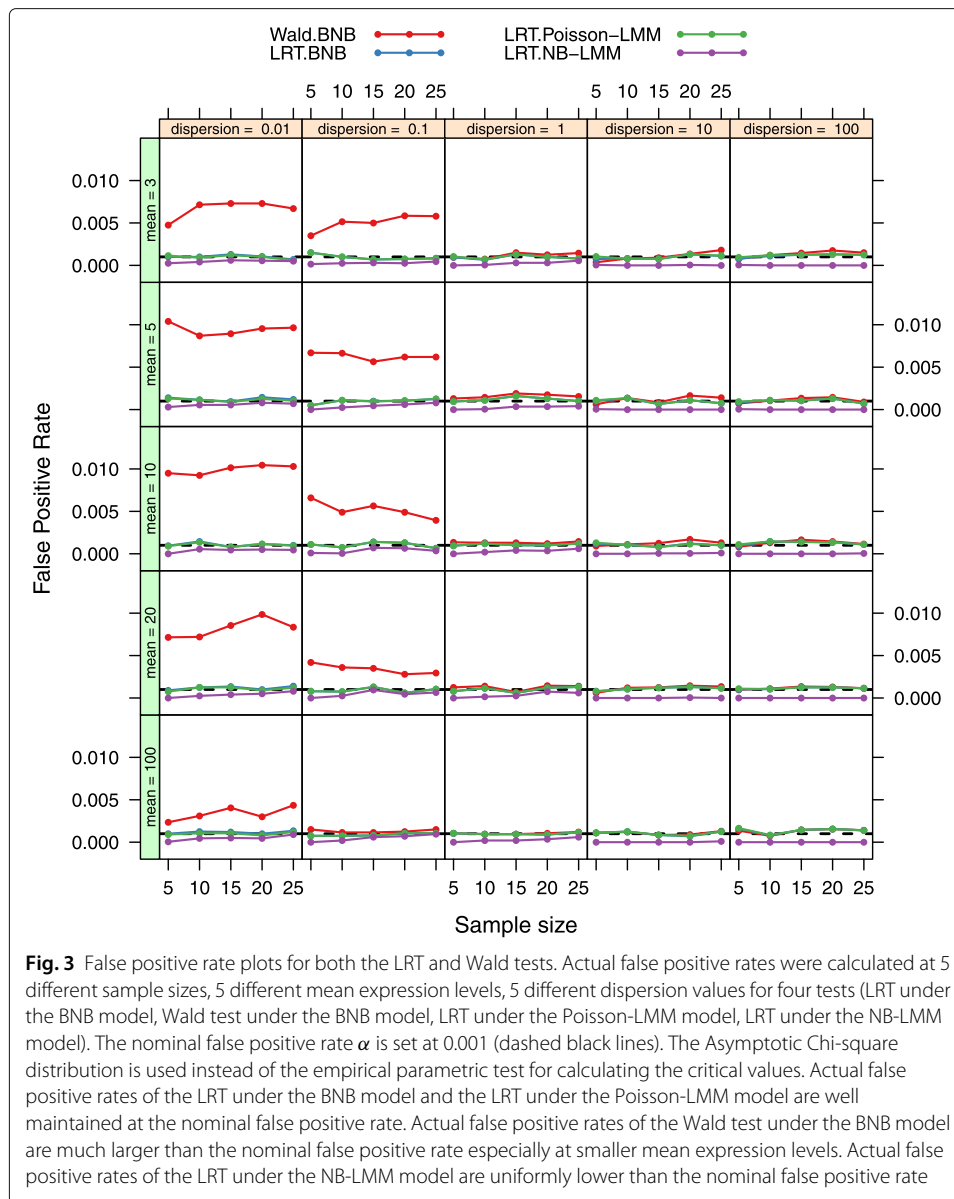 Wald.BNB LRT.Poisson−LMM
LRT.BNB LRT.NB−LMM
5 10 15 20 25 5 10 15 20 25
dispersion = 0.01 dispersion = 0.1 dispersion = 1 dispersion = 10 dispersion = 100
mean = 3
0.010
0.005
0.000
mean = 5
0.010
0.005
0.000
mean = 10
0.010
0.005
0.000
mean = 20
0.010
0.005
0.000
mean = 100
0.010
0.005
0.000
False Positive Rate
5 10 15 20 25 5 10 15 20 25 5 10 15 20 25
Sample size
Fig. 3 False positive rate plots for both the LRT and Wald tests. Actual false positive rates were calculated at 5
different sample sizes, 5 different mean expression levels, 5 different dispersion values for four tests (LRT under
the BNB model, Wald test under the BNB model, LRT under the Poisson-LMM model, LRT under the NB-LMM
model). The nominal false positive rate α is set at 0.001 (dashed black lines). The Asymptotic Chi-square
distribution is used instead of the empirical parametric test for calculating the critical values. Actual false
positive rates of the LRT under the BNB model and the LRT under the Poisson-LMM model are well
maintained at the nominal false positive rate. Actual false positive rates of the Wald test under the BNB model
are much larger than the nominal false positive rate especially at smaller mean expression levels. Actual false
positive rates of the LRT under the NB-LMM model are uniformly lower than the nominal false positive rate